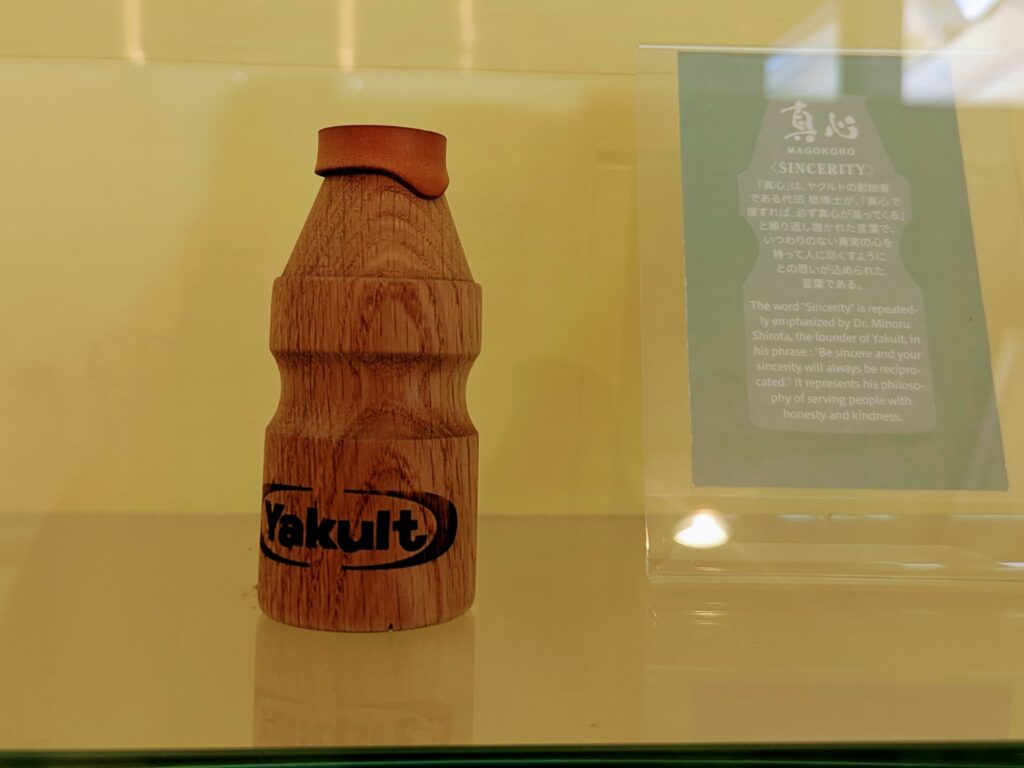 Yakult
真心
MAGOKORO
〈SINCERITY〉
「真心」は、ヤクルトの創始者
である代田 稔博士が、「真心で
接すれば、必ず真心が返ってくる」
と繰り返し説かれた言葉で、
いつわりのない真実の心を
持って人に尽くすように
との思いが込められた
言葉である。
The word "Sincerity" is repeated-
ly emphasized by Dr. Minoru
Shirota, the founder of Yakult, in
his phrase : "Be sincere and your
sincerity will always be recipro-
cated." It represents his philoso-
phy of serving people with
honesty and kindness.